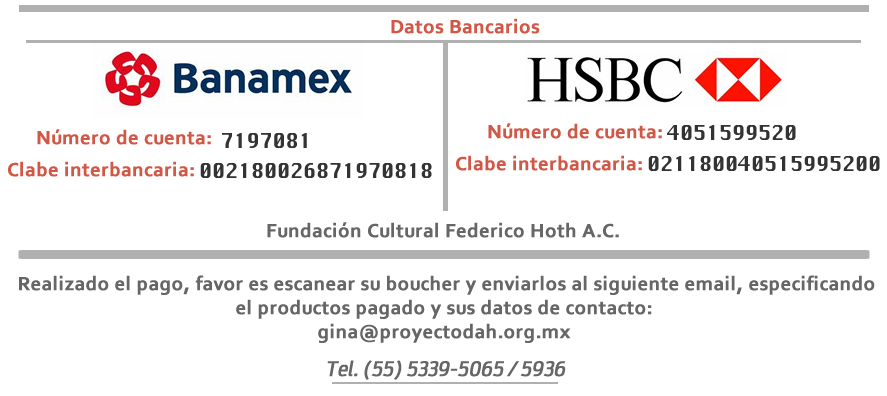 Datos Bancarios
Banamex
Número de cuenta: 7197081
Clabe interbancaria: 002180026871970818
HSBC
Número de cuenta: 4051599520
Clabe interbancaria: 021180040515995200
Fundación Cultural Federico Hoth A.C.
Realizado el pago, favor es escanear su boucher y enviarlos al siguiente email, especificando
el productos pagado y sus datos de contacto:
gina@proyectodah.org.mx
Tel. (55) 5339-5065 / 5936